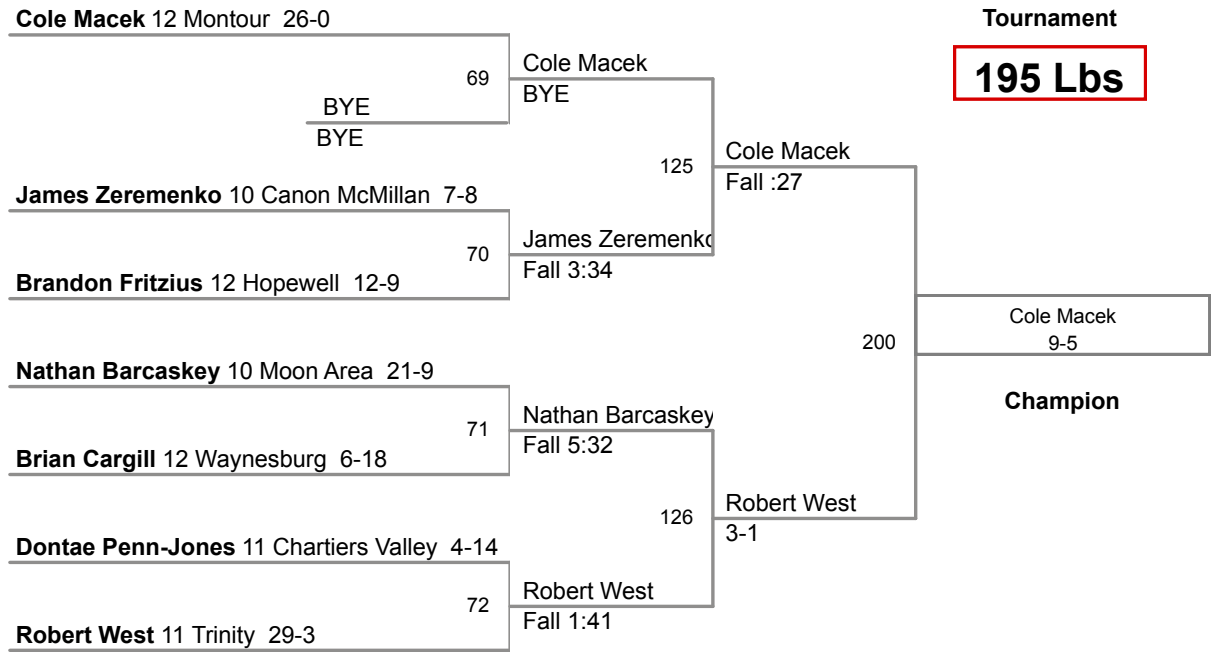 Cole Macek 12 Montour 26-0
Tournament
195 Lbs
69
Cole Macek
BYE
BYE
BYE
125
Cole Macek
Fall :27
James Zeremenko 10 Canon McMillan 7-8
70
James Zeremenko
Fall 3:34
Brandon Fritzius 12 Hopewell 12-9
200
Cole Macek
9-5
Champion
Nathan Barcaskey 10 Moon Area 21-9
71
Nathan Barcaskey
Fall 5:32
Brian Cargill 12 Waynesburg 6-18
126
Robert West
3-1
Dontae Penn-Jones 11 Chartiers Valley 4-14
72
Robert West
Fall 1:41
Robert West 11 Trinity 29-3